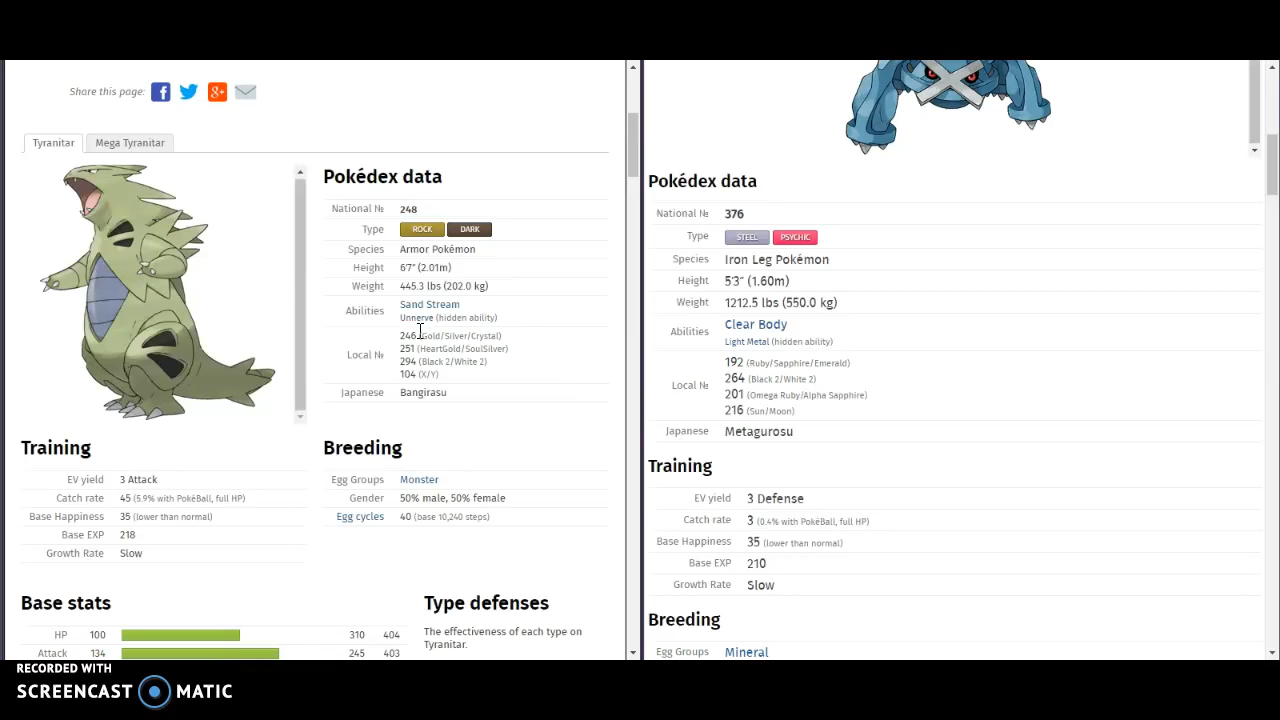 Share this page:
Tyranitar Mega Tyranitar
Pokédex data
National № 248
Type ROCK DARK
Species Armor Pokémon
Height 6'7" (2.01m)
Weight 445.3 lbs (202.0 kg)
Abilities Sand Stream
Unnerve (hidden ability)
Local № 246 (Gold/Silver/Crystal)
251 (HeartGold/SoulSilver)
294 (Black 2/White 2)
104 (X/Y)
Japanese Bangirasu
Training
EV yield 3 Attack
Catch rate 45 (5.9% with PokéBall, full HP)
Base Happiness 35 (lower than normal)
Base EXP 218
Growth Rate Slow
Breeding
Egg Groups Monster
Gender 50% male, 50% female
Egg cycles 40 (base 10,240 steps)
Base stats
HP 100 310 404
Attack 134 245 403
Type defenses
The effectiveness of each type on
Tyranitar.
Pokédex data
National № 376
Type STEEL PSYCHIC
Species Iron Leg Pokémon
Height 5'3" (1.60m)
Weight 1212.5 lbs (550.0 kg)
Abilities Clear Body
Light Metal (hidden ability)
Local № 192 (Ruby/Sapphire/Emerald)
264 (Black 2/White 2)
201 (Omega Ruby/Alpha Sapphire)
216 (Sun/Moon)
Japanese Metagurosu
Training
EV yield 3 Defense
Catch rate 3 (0.4% with PokéBall, full HP)
Base Happiness 35 (lower than normal)
Base EXP 210
Growth Rate Slow
Breeding
Egg Groups Mineral
RECORDED WITH
SCREENCAST MATIC